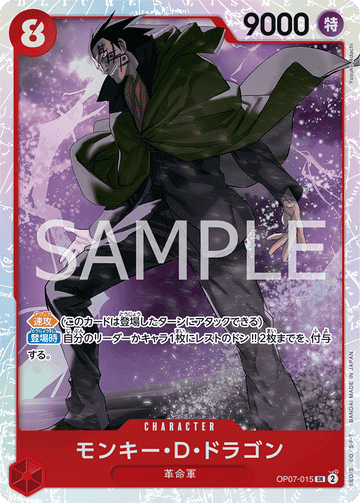 8
9000 特
SAMPLE
速攻 (このカードは登場したターンにアタックできる)
登場時 自分のリーダーかキャラ1枚にレストのドン!!2枚までを、付与
する。
CHARACTER
モンキー・D・ドラゴン
革命軍
OP07-015 SR 2
BANDAI MADE IN JAPAN